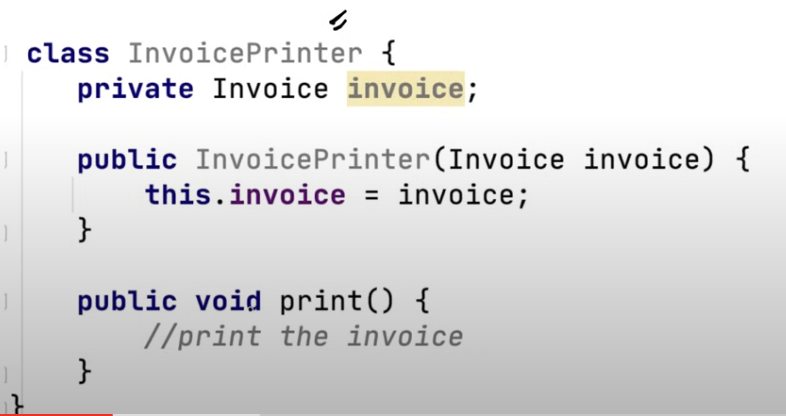 class InvoicePrinter {
private Invoice invoice;
public InvoicePrinter(Invoice invoice) {
this.invoice = invoice;
}
public void print() {
//print the invoice
}
}